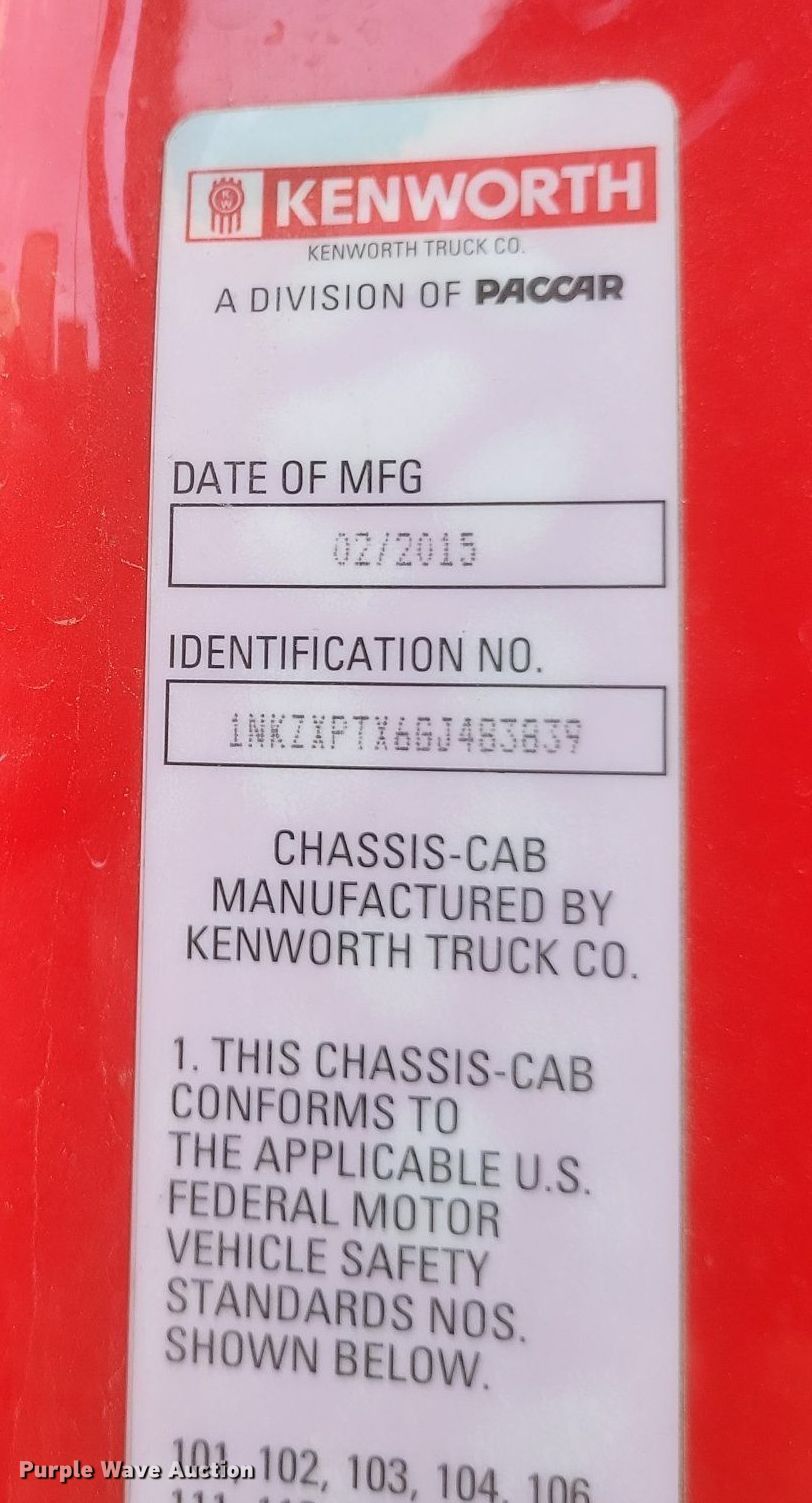 KW KENWORTH
KENWORTH TRUCK CO.
A DIVISION OF PACCAR
DATE OF MFG
02/2015
IDENTIFICATION NO.
1NKZXPTX6GJ483839
CHASSIS-CAB
MANUFACTURED BY
KENWORTH TRUCK CO.
1. THIS CHASSIS-CAB
CONFORMS TO
THE APPLICABLE U.S.
FEDERAL MOTOR
VEHICLE SAFETY
STANDARDS NOS.
SHOWN BELOW.
101, 102, 103, 104, 106
Purple Wave Auction